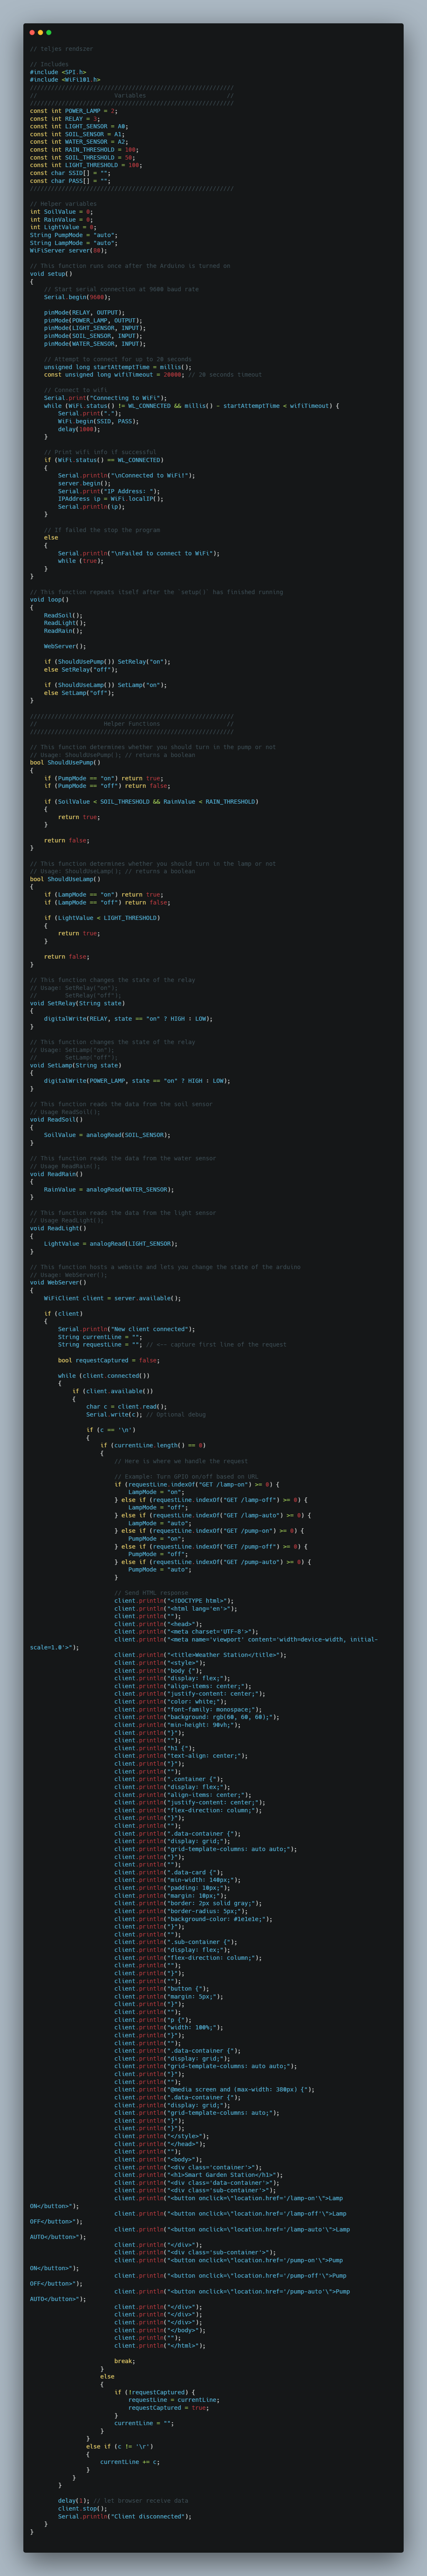 // teljes rendszer
// Includes
#include <SPI.h>
#include <WiFi101.h>
//////////////////////////////////////////////////////////
//                      Variables                       //
//////////////////////////////////////////////////////////
const int POWER_LAMP = 2;
const int RELAY = 3;
const int LIGHT_SENSOR = A0;
const int SOIL_SENSOR = A1;
const int WATER_SENSOR = A2;
const int RAIN_THRESHOLD = 100;
const int SOIL_THRESHOLD = 50;
const int LIGHT_THRESHOLD = 100;
const char SSID[] = "";
const char PASS[] = "";
//////////////////////////////////////////////////////////
// Helper variables
int SoilValue = 0;
int RainValue = 0;
int LightValue = 0;
String PumpMode = "auto";
String LampMode = "auto";
WiFiServer server(80);
// This function runs once after the Arduino is turned on
void setup()
{
    // Start serial connection at 9600 baud rate
    Serial.begin(9600);
    pinMode(RELAY, OUTPUT);
    pinMode(POWER_LAMP, OUTPUT);
    pinMode(LIGHT_SENSOR, INPUT);
    pinMode(SOIL_SENSOR, INPUT);
    pinMode(WATER_SENSOR, INPUT);
    // Attempt to connect for up to 20 seconds
    unsigned long startAttemptTime = millis();
    const unsigned long wifiTimeout = 20000; // 20 seconds timeout
    // Connect to wifi
    Serial.print("Connecting to WiFi");
    while (WiFi.status() != WL_CONNECTED && millis() - startAttemptTime < wifiTimeout) {
        Serial.print(".");
        WiFi.begin(SSID, PASS);
        delay(1000);
    }
    // Print wifi info if successful
    if (WiFi.status() == WL_CONNECTED)
    {
        Serial.println("\nConnected to WiFi!");
        server.begin();
        Serial.print("IP Address: ");
        IPAddress ip = WiFi.localIP();
        Serial.println(ip);
    }
    // If failed the stop the program
    else
    {
        Serial.println("\nFailed to connect to WiFi");
        while (true);
    }
}
// This function repeats itself after the `setup()` has finished running
void loop()
{
    ReadSoil();
    ReadLight();
    ReadRain();
    WebServer();
    if (ShouldUsePump()) SetRelay("on");
    else SetRelay("off");
    if (ShouldUseLamp()) SetLamp("on");
    else SetLamp("off");
}
//////////////////////////////////////////////////////////
//                   Helper Functions                   //
//////////////////////////////////////////////////////////
// This function determines whether you should turn in the pump or not
// Usage: ShouldUsePump(); // returns a boolean
bool ShouldUsePump()
{
    if (PumpMode == "on") return true;
    if (PumpMode == "off") return false;
    if (SoilValue < SOIL_THRESHOLD && RainValue < RAIN_THRESHOLD)
    {
        return true;
    }
    return false;
}
// This function determines whether you should turn in the lamp or not
// Usage: ShouldUseLamp(); // returns a boolean
bool ShouldUseLamp()
{
    if (LampMode == "on") return true;
    if (LampMode == "off") return false;
    if (LightValue < LIGHT_THRESHOLD)
    {
        return true;
    }
    return false;
}
// This function changes the state of the relay
// Usage: SetRelay("on");
//        SetRelay("off");
void SetRelay(String state)
{
    digitalWrite(RELAY, state == "on" ? HIGH : LOW);
}
// This function changes the state of the relay
// Usage: SetLamp("on");
//        SetLamp("off");
void SetLamp(String state)
{
    digitalWrite(POWER_LAMP, state == "on" ? HIGH : LOW);
}
// This function reads the data from the soil sensor
// Usage ReadSoil();
void ReadSoil()
{
    SoilValue = analogRead(SOIL_SENSOR);
}
// This function reads the data from the water sensor
// Usage ReadRain();
void ReadRain()
{
    RainValue = analogRead(WATER_SENSOR);
}
// This function reads the data from the light sensor
// Usage ReadLight();
void ReadLight()
{
    LightValue = analogRead(LIGHT_SENSOR);
}
// This function hosts a website and lets you change the state of the arduino
// Usage: WebServer();
void WebServer()
{
    WiFiClient client = server.available();
    if (client)
    {
        Serial.println("New client connected");
        String currentLine = "";
        String requestLine = ""; // <-- capture first line of the request
        bool requestCaptured = false;
        while (client.connected())
        {
            if (client.available())
            {
                char c = client.read();
                Serial.write(c); // Optional debug
                if (c == '\n')
                {
                    if (currentLine.length() == 0)
                    {
                        // Here is where we handle the request
                        // Example: Turn GPIO on/off based on URL
                        if (requestLine.indexOf("GET /lamp-on") >= 0) {
                            LampMode = "on";
                        } else if (requestLine.indexOf("GET /lamp-off") >= 0) {
                            LampMode = "off";
                        } else if (requestLine.indexOf("GET /lamp-auto") >= 0) {
                            LampMode = "auto";
                        } else if (requestLine.indexOf("GET /pump-on") >= 0) {
                            PumpMode = "on";
                        } else if (requestLine.indexOf("GET /pump-off") >= 0) {
                            PumpMode = "off";
                        } else if (requestLine.indexOf("GET /pump-auto") >= 0) {
                            PumpMode = "auto";
                        }
                        // Send HTML response
                        client.println("<!DOCTYPE html>");
                        client.println("<html lang='en'>");
                        client.println("");
                        client.println("<head>");
                        client.println("<meta charset='UTF-8'>");
                        client.println("<meta name='viewport' content='width=device-width, initial-
scale=1.0'>");
                        client.println("<title>Weather Station</title>");
                        client.println("<style>");
                        client.println("body {");
                        client.println("display: flex;");
                        client.println("align-items: center;");
                        client.println("justify-content: center;");
                        client.println("color: white;");
                        client.println("font-family: monospace;");
                        client.println("background: rgb(60, 60, 60);");
                        client.println("min-height: 90vh;");
                        client.println("}");
                        client.println("");
                        client.println("h1 {");
                        client.println("text-align: center;");
                        client.println("}");
                        client.println("");
                        client.println(".container {");
                        client.println("display: flex;");
                        client.println("align-items: center;");
                        client.println("justify-content: center;");
                        client.println("flex-direction: column;");
                        client.println("}");
                        client.println("");
                        client.println(".data-container {");
                        client.println("display: grid;");
                        client.println("grid-template-columns: auto auto;");
                        client.println("}");
                        client.println("");
                        client.println(".data-card {");
                        client.println("min-width: 140px;");
                        client.println("padding: 10px;");
                        client.println("margin: 10px;");
                        client.println("border: 2px solid gray;");
                        client.println("border-radius: 5px;");
                        client.println("background-color: #1e1e1e;");
                        client.println("}");
                        client.println("");
                        client.println(".sub-container {");
                        client.println("display: flex;");
                        client.println("flex-direction: column;");
                        client.println("");
                        client.println("}");
                        client.println("");
                        client.println("button {");
                        client.println("margin: 5px;");
                        client.println("}");
                        client.println("");
                        client.println("p {");
                        client.println("width: 100%;");
                        client.println("}");
                        client.println("");
                        client.println(".data-container {");
                        client.println("display: grid;");
                        client.println("grid-template-columns: auto auto;");
                        client.println("}");
                        client.println("");
                        client.println("@media screen and (max-width: 380px) {");
                        client.println(".data-container {");
                        client.println("display: grid;");
                        client.println("grid-template-columns: auto;");
                        client.println("}");
                        client.println("}");
                        client.println("</style>");
                        client.println("</head>");
                        client.println("");
                        client.println("<body>");
                        client.println("<div class='container'>");
                        client.println("<h1>Smart Garden Station</h1>");
                        client.println("<div class='data-container'>");
                        client.println("<div class='sub-container'>");
                        client.println("<button onclick=\"location.href='/lamp-on'\">Lamp
ON</button>");
                        client.println("<button onclick=\"location.href='/lamp-off'\">Lamp
OFF</button>");
                        client.println("<button onclick=\"location.href='/lamp-auto'\">Lamp
AUTO</button>");
                        client.println("</div>");
                        client.println("<div class='sub-container'>");
                        client.println("<button onclick=\"location.href='/pump-on'\">Pump
ON</button>");
                        client.println("<button onclick=\"location.href='/pump-off'\">Pump
OFF</button>");
                        client.println("<button onclick=\"location.href='/pump-auto'\">Pump
AUTO</button>");
                        client.println("</div>");
                        client.println("</div>");
                        client.println("</div>");
                        client.println("</body>");
                        client.println("");
                        client.println("</html>");
                        break;
                    }
                    else
                    {
                        if (!requestCaptured) {
                            requestLine = currentLine;
                            requestCaptured = true;
                        }
                        currentLine = "";
                    }
                }
                else if (c != '\r')
                {
                    currentLine += c;
                }
            }
        }
        delay(1); // let browser receive data
        client.stop();
        Serial.println("Client disconnected");
    }
}